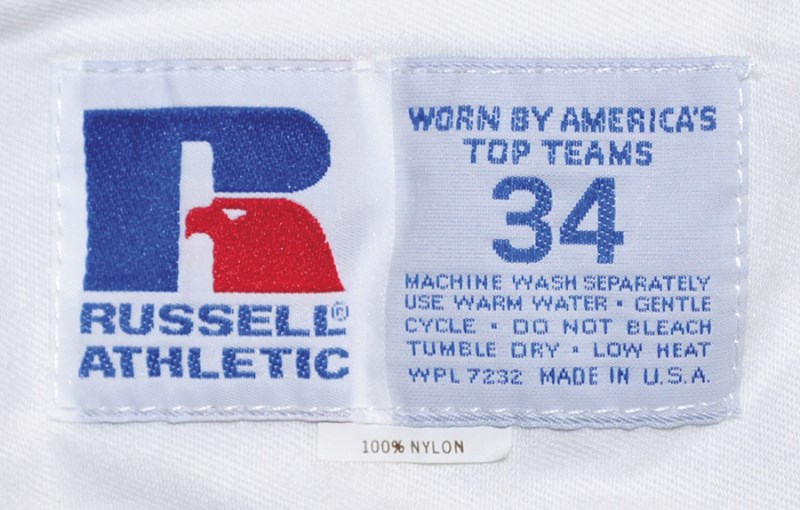 RUSSELL®
ATHLETIC
WORN BY AMERICA'S
TOP TEAMS
34
MACHINE WASH SEPARATELY
USE WARM WATER • GENTLE
CYCLE • DO NOT BLEACH
TUMBLE DRY • LOW HEAT
WPL 7232 MADE IN U.S.A.
100% NYLON